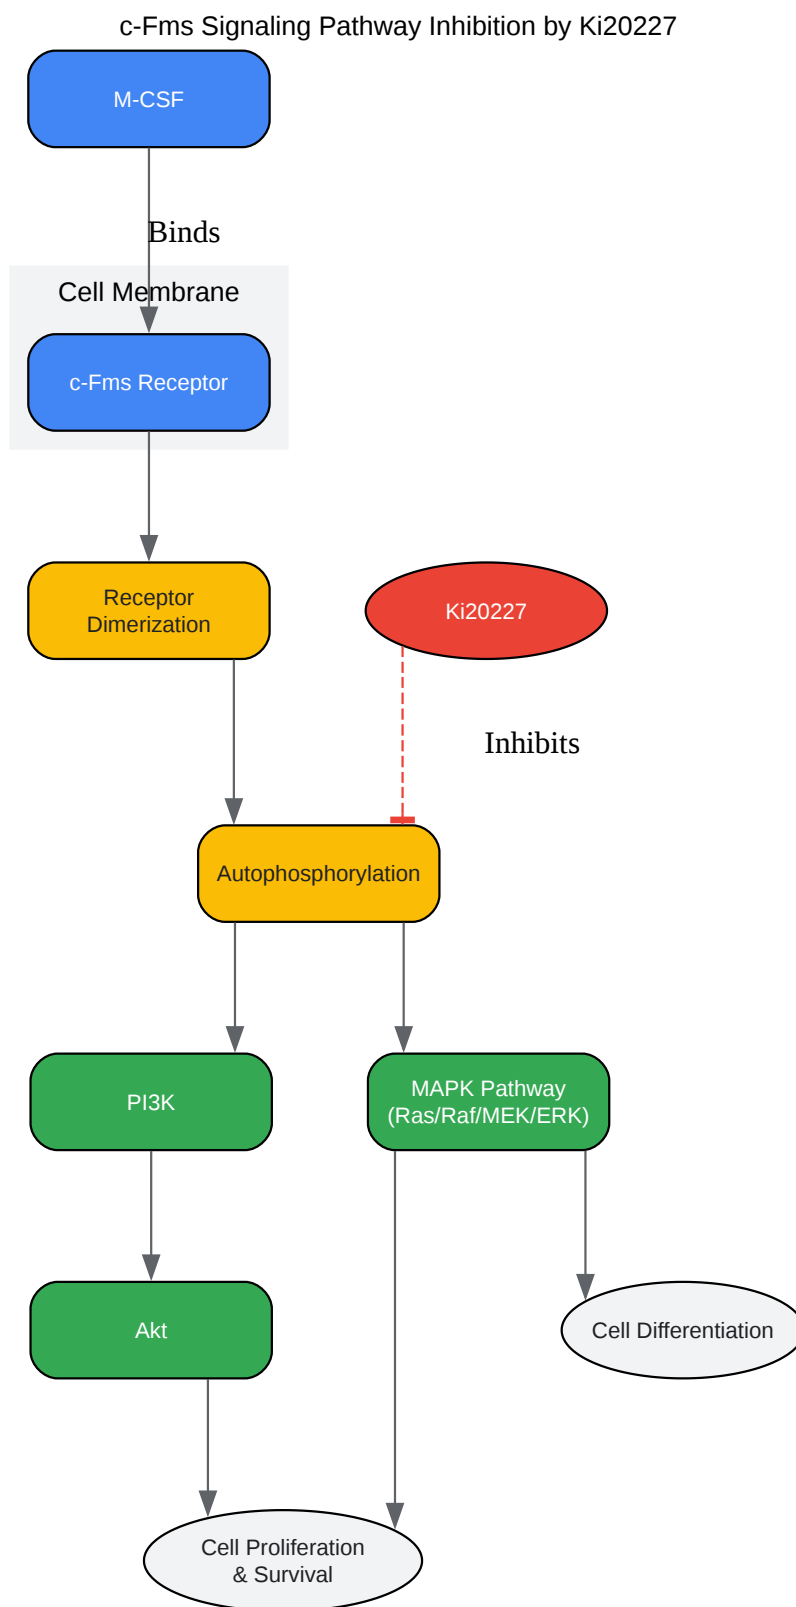 c-Fms Signaling Pathway Inhibition by Ki20227
M-CSF
Binds
Cell Membrane
c-Fms Receptor
Receptor
Dimerization
Ki20227
Inhibits
Autophosphorylation
PI3K
MAPK Pathway
(Ras/Raf/MEK/ERK)
Akt
Cell Differentiation
Cell Proliferation
& Survival